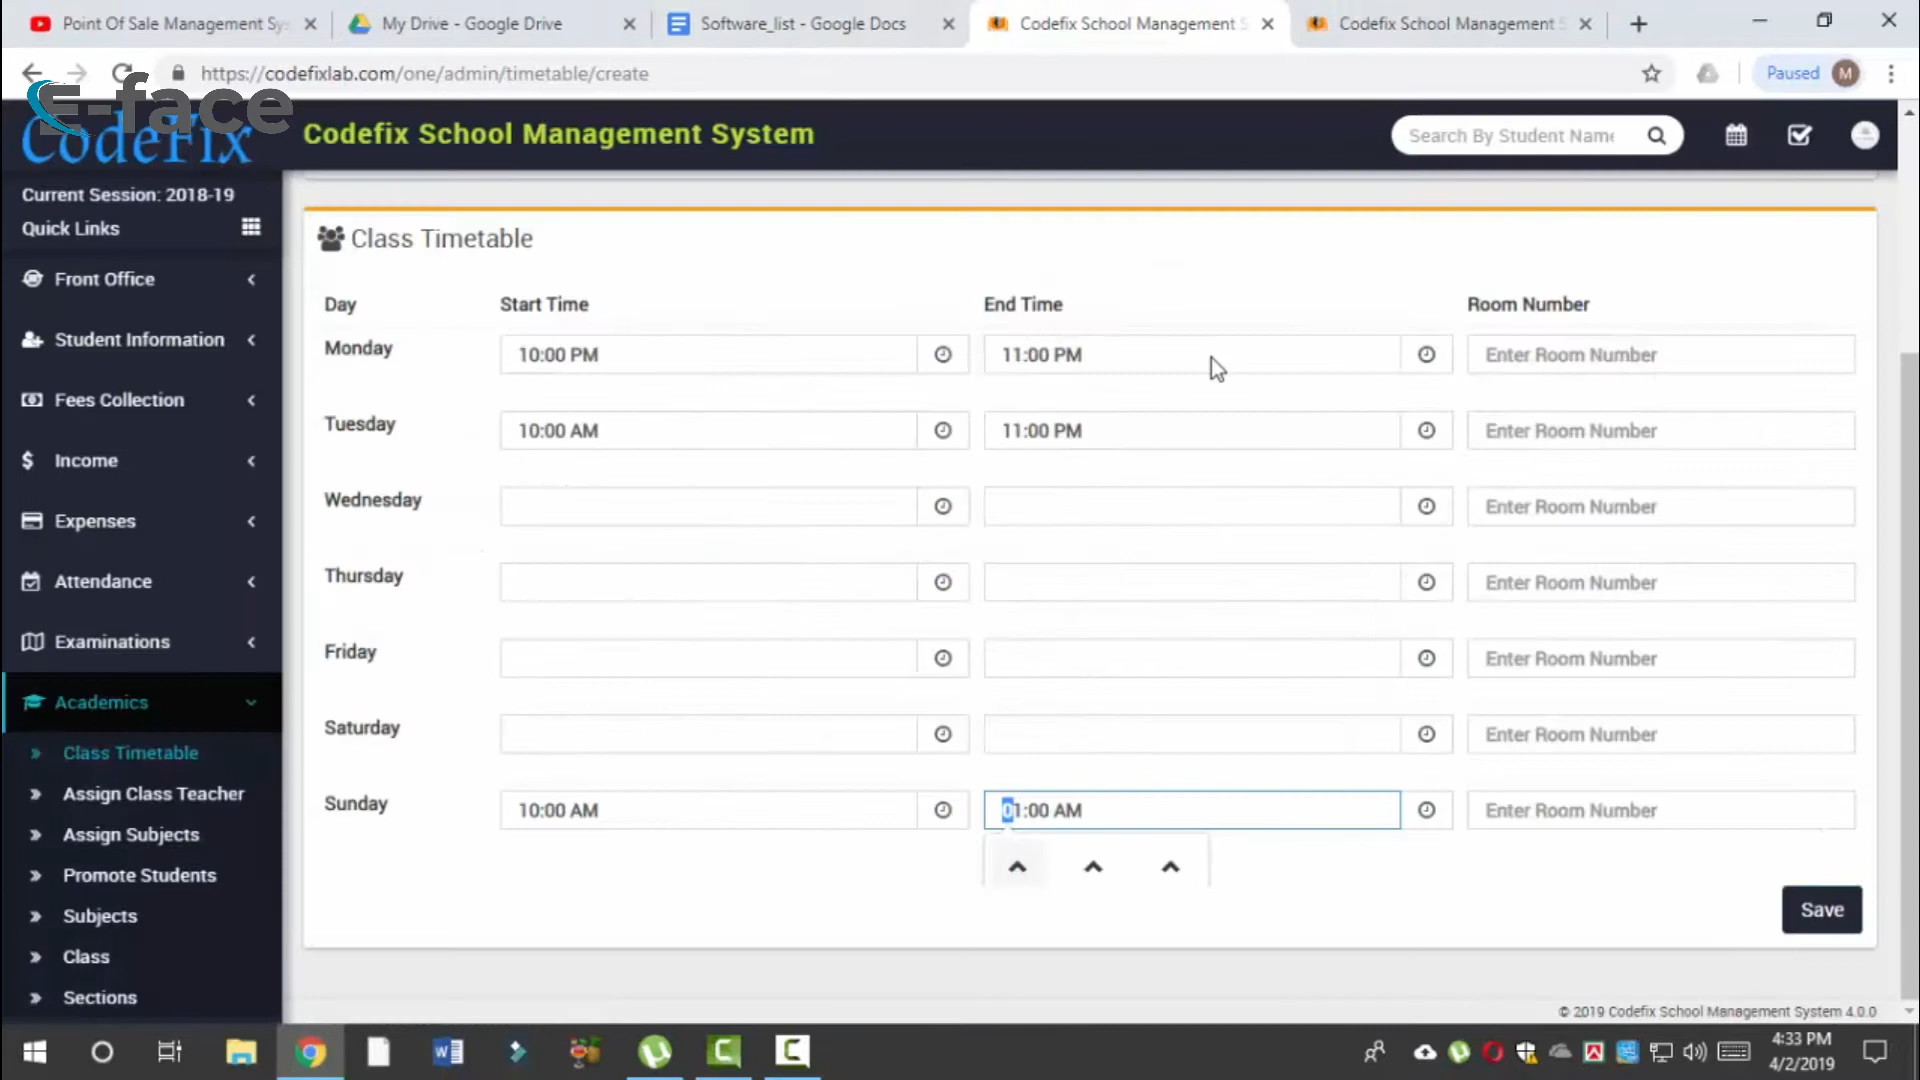 Point Of Sale Management Sy
My Drive - Google Drive
Software_list - Google Docs
Codefix School Management S
Codefix School Management S
https://codefixlab.com/one/admin/timetable/create
Paused
M
E-face
CodeFix
Codefix School Management System
Search By Student Name
Current Session: 2018-19
Quick Links
Front Office
Student Information
Fees Collection
Income
Expenses
Attendance
Examinations
Academics
Class Timetable
Assign Class Teacher
Assign Subjects
Promote Students
Subjects
Class
Sections
Class Timetable
Day Start Time End Time Room Number
Monday 10:00 PM 11:00 PM Enter Room Number
Tuesday 10:00 AM 11:00 PM Enter Room Number
Wednesday Enter Room Number
Thursday Enter Room Number
Friday Enter Room Number
Saturday Enter Room Number
Sunday 10:00 AM 01:00 AM Enter Room Number
Save
© 2019 Codefix School Management System 4.0.0
4:33 PM
4/2/2019